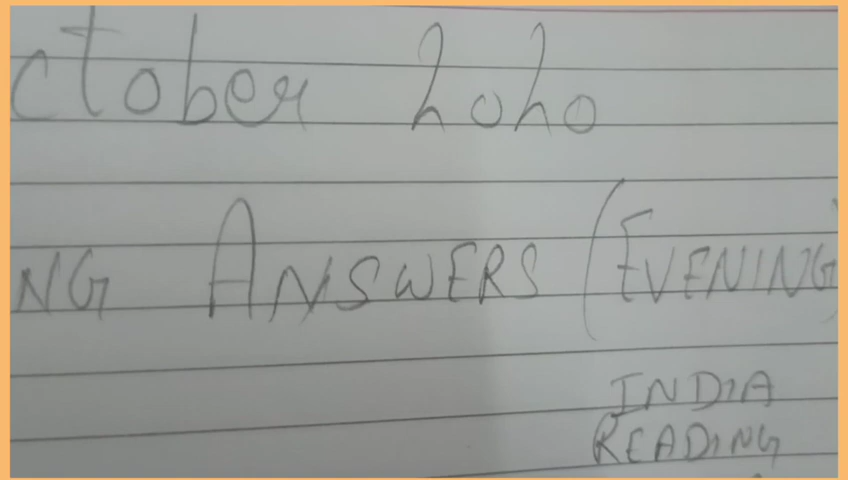 ctober 2020
NG ANSWERS (EVENING)
INDIA
READING